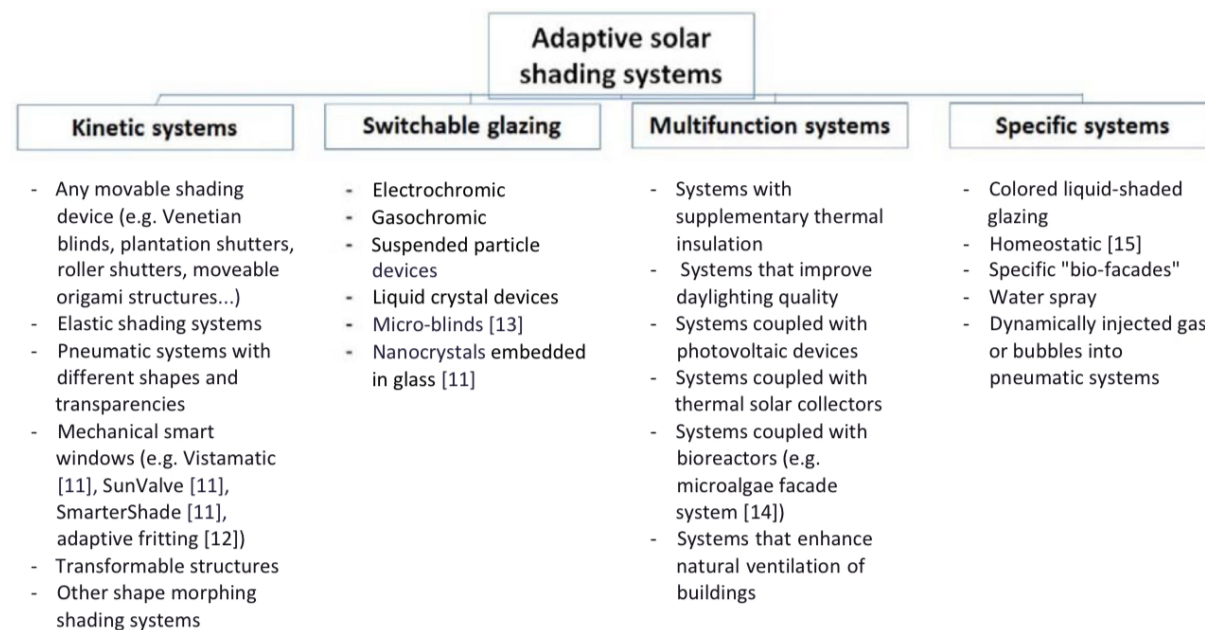 Adaptive solar
shading systems
Kinetic systems
- Any movable shading
device (e.g. Venetian
blinds, plantation shutters,
roller shutters, moveable
origami structures...)
- Elastic shading systems
- Pneumatic systems with
different shapes and
transparencies
- Mechanical smart
windows (e.g. Vistamatic
[11], SunValve [11],
SmarterShade [11],
adaptive fritting [12])
- Transformable structures
- Other shape morphing
shading systems
Switchable glazing
- Electrochromic
- Gasochromic
- Suspended particle
devices
- Liquid crystal devices
- Micro-blinds [13]
- Nanocrystals embedded
in glass [11]
Multifunction systems
- Systems with
supplementary thermal
insulation
- Systems that improve
daylighting quality
- Systems coupled with
photovoltaic devices
- Systems coupled with
thermal solar collectors
- Systems coupled with
bioreactors (e.g.
microalgae facade
system [14])
- Systems that enhance
natural ventilation of
buildings
Specific systems
- Colored liquid-shaded
glazing
- Homeostatic [15]
- Specific "bio-facades"
- Water spray
- Dynamically injected gas
or bubbles into
pneumatic systems